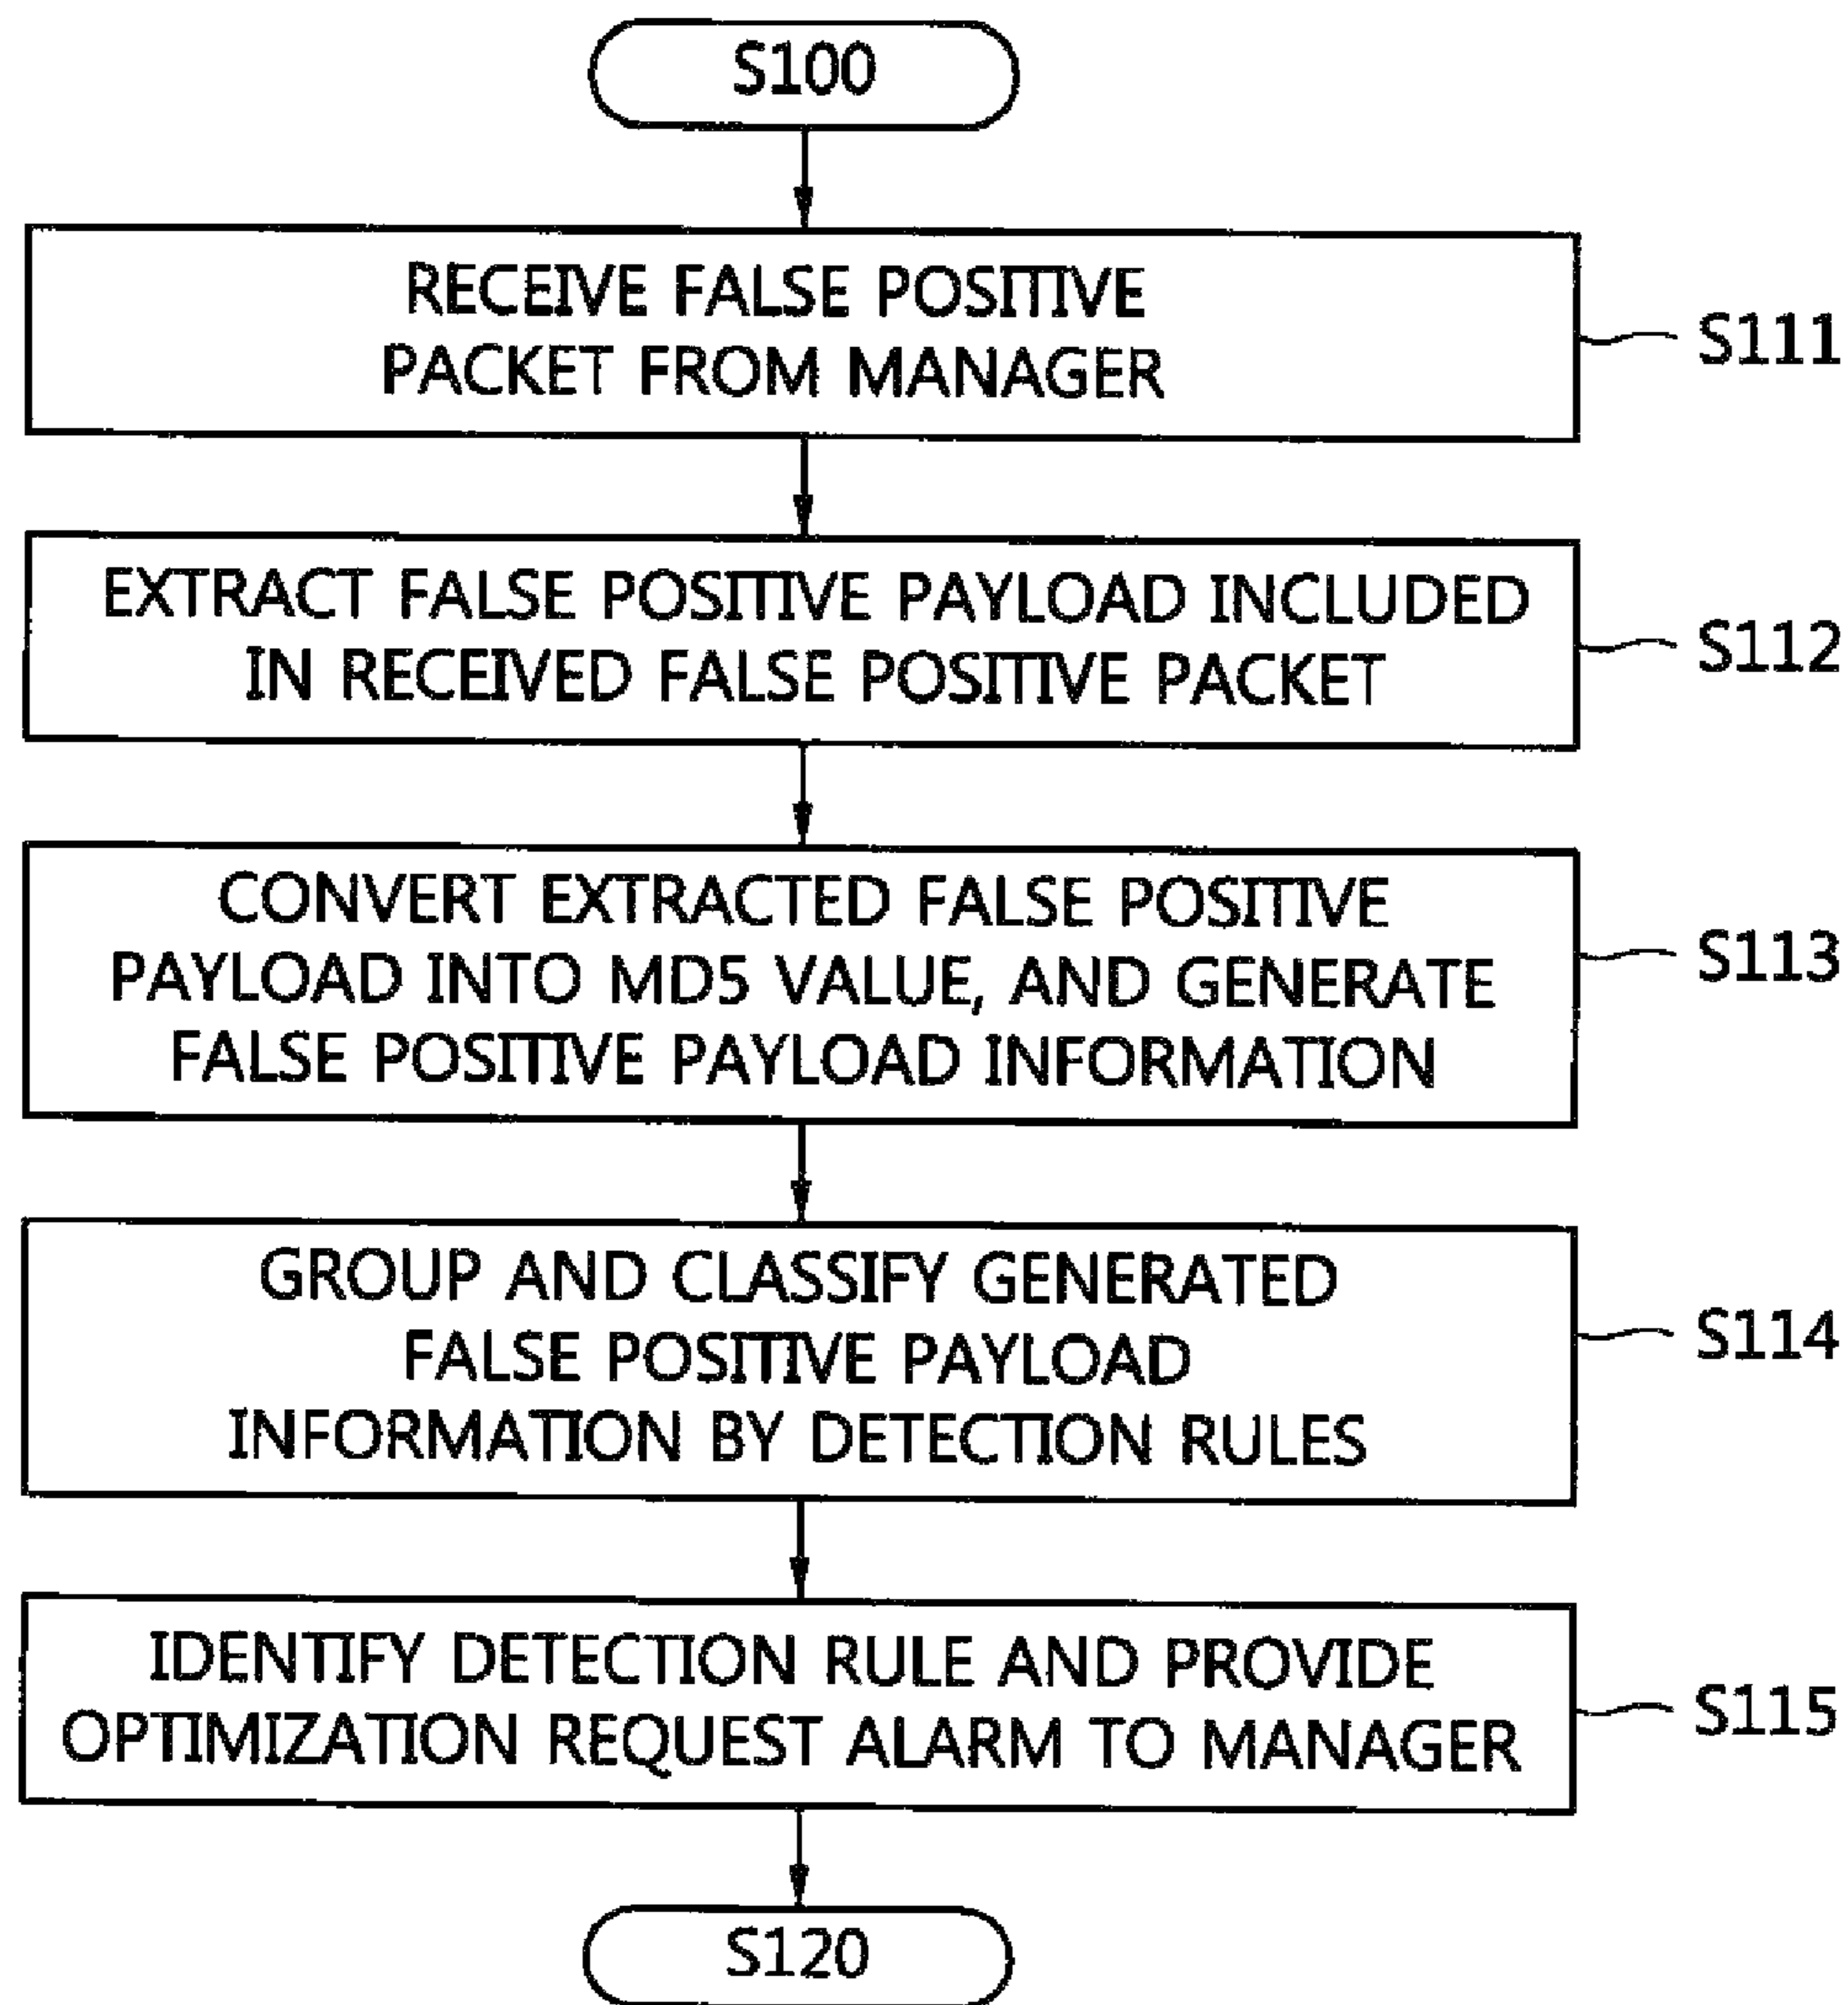 S100
RECEIVE FALSE POSITIVE
PACKET FROM MANAGER
S111
EXTRACT FALSE POSITIVE PAYLOAD INCLUDED
IN RECEIVED FALSE POSITIVE PACKET
S112
CONVERT EXTRACTED FALSE POSITIVE
PAYLOAD INTO MD5 VALUE, AND GENERATE
FALSE POSITIVE PAYLOAD INFORMATION
S113
GROUP AND CLASSIFY GENERATED
FALSE POSITIVE PAYLOAD
INFORMATION BY DETECTION RULES
S114
IDENTIFY DETECTION RULE AND PROVIDE
OPTIMIZATION REQUEST ALARM TO MANAGER
S115
S120